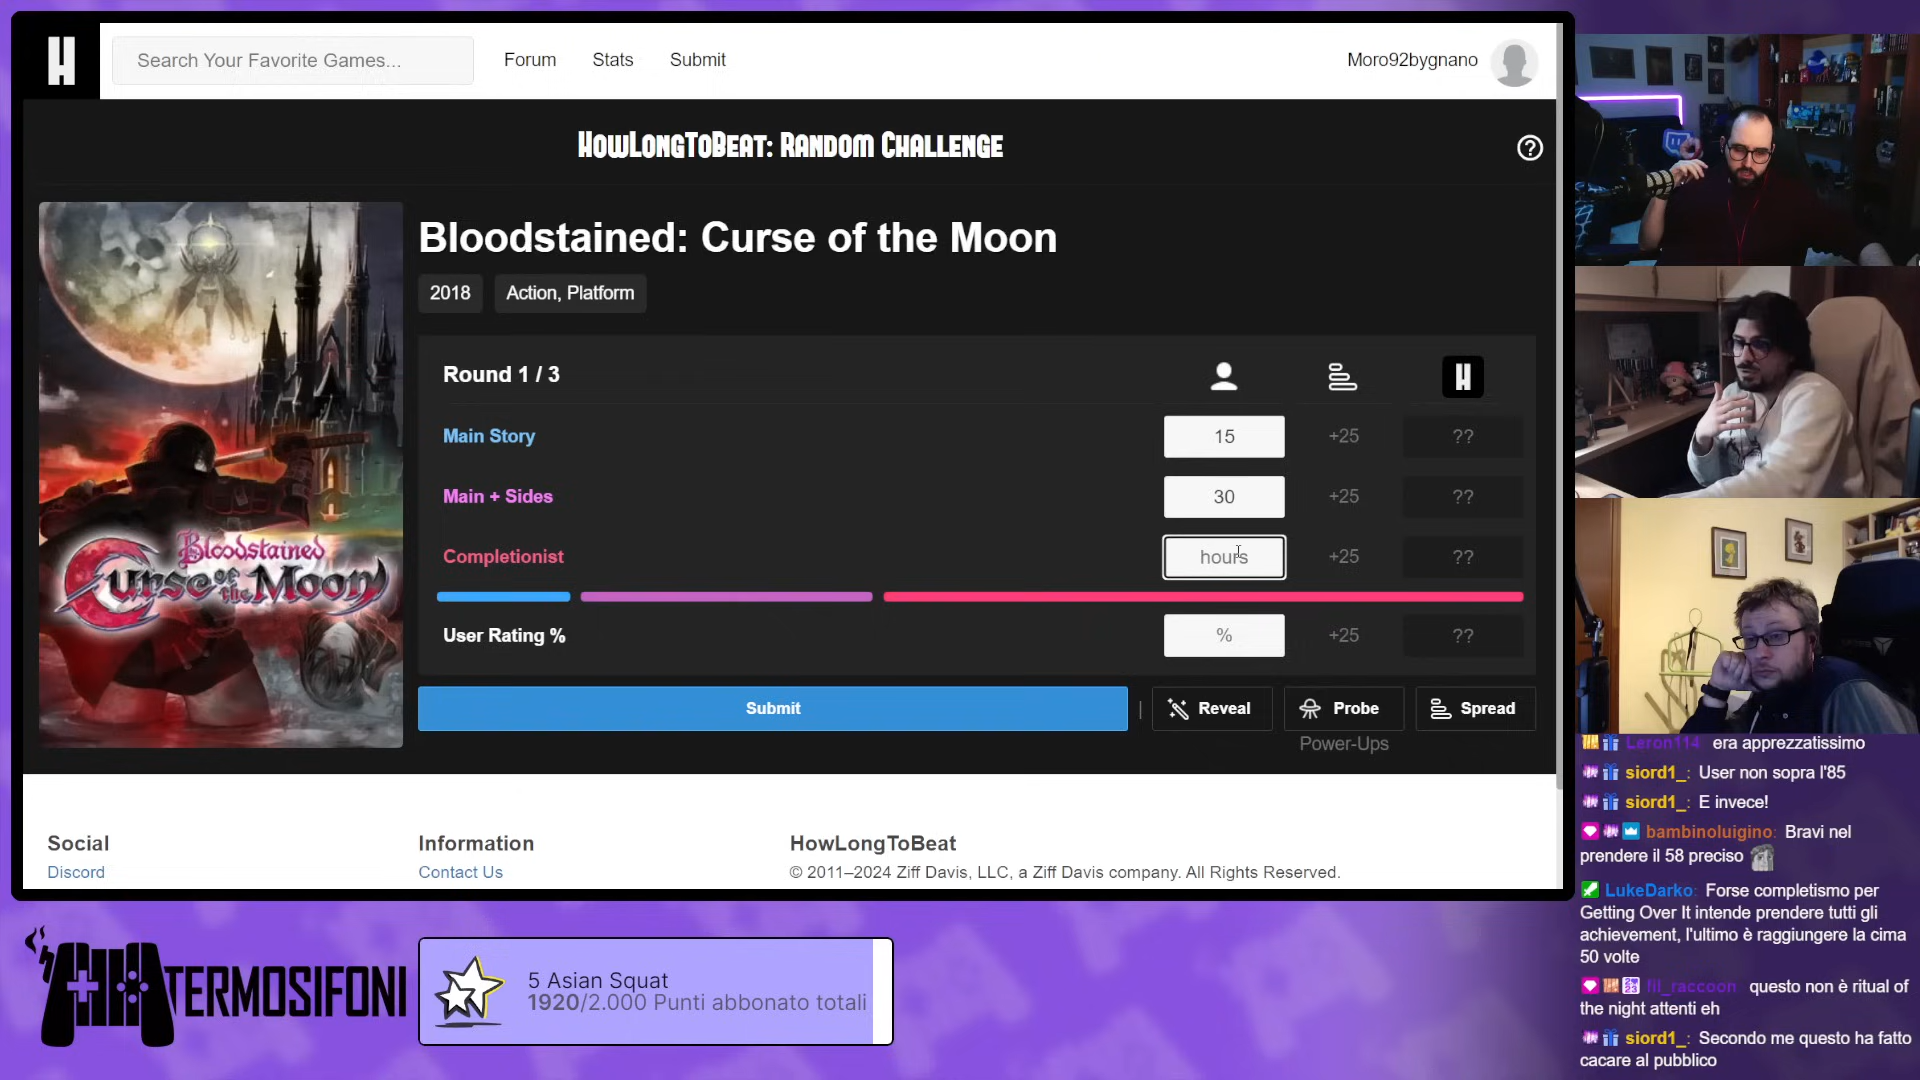 H
Search Your Favorite Games...
Forum
Stats
Submit
Moro92bygnano
HowLongToBeat: Random Challenge
?
Bloodstained: Curse of the Moon
2018
Action, Platform
Round 1 / 3
H
Main Story
15
+25
??
Main + Sides
30
+25
??
Completionist
hours
+25
??
User Rating %
%
+25
??
Submit
|
Reveal
Probe
Spread
Power-Ups
Bloodstained
Curse of the Moon
Social
Discord
Information
Contact Us
HowLongToBeat
© 2011–2024 Ziff Davis, LLC, a Ziff Davis company. All Rights Reserved.
TERMOSIFONI
5 Asian Squat
1920/2.000 Punti abbonato totali
Leron114 era apprezzatissimo
siord1_: User non sopra l'85
siord1_: E invece!
bambinoluigino: Bravi nel
prendere il 58 preciso
LukeDarko: Forse completismo per
Getting Over It intende prendere tutti gli
achievement, l'ultimo è raggiungere la cima
50 volte
fil_raccoon questo non è ritual of
the night attenti eh
siord1_: Secondo me questo ha fatto
cacare al pubblico